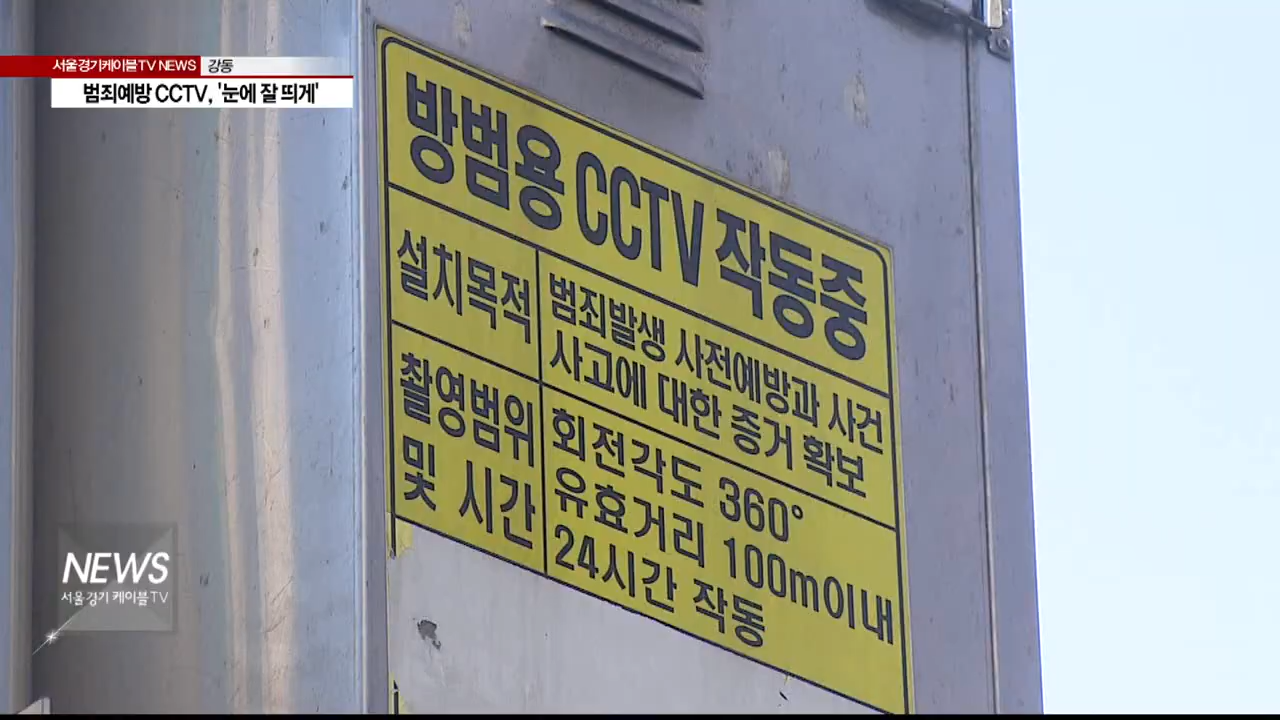 서울경기케이블TV NEWS 강동
범죄예방 CCTV, '눈에 잘 띄게'
방범용 CCTV 작동중
설치목적
범죄발생 사전예방과 사건
사고에 대한 증거 확보
촬영범위
및 시간
회전각도 360°
유효거리 100m이내
24시간 작동
NEWS
서울경기 케이블TV